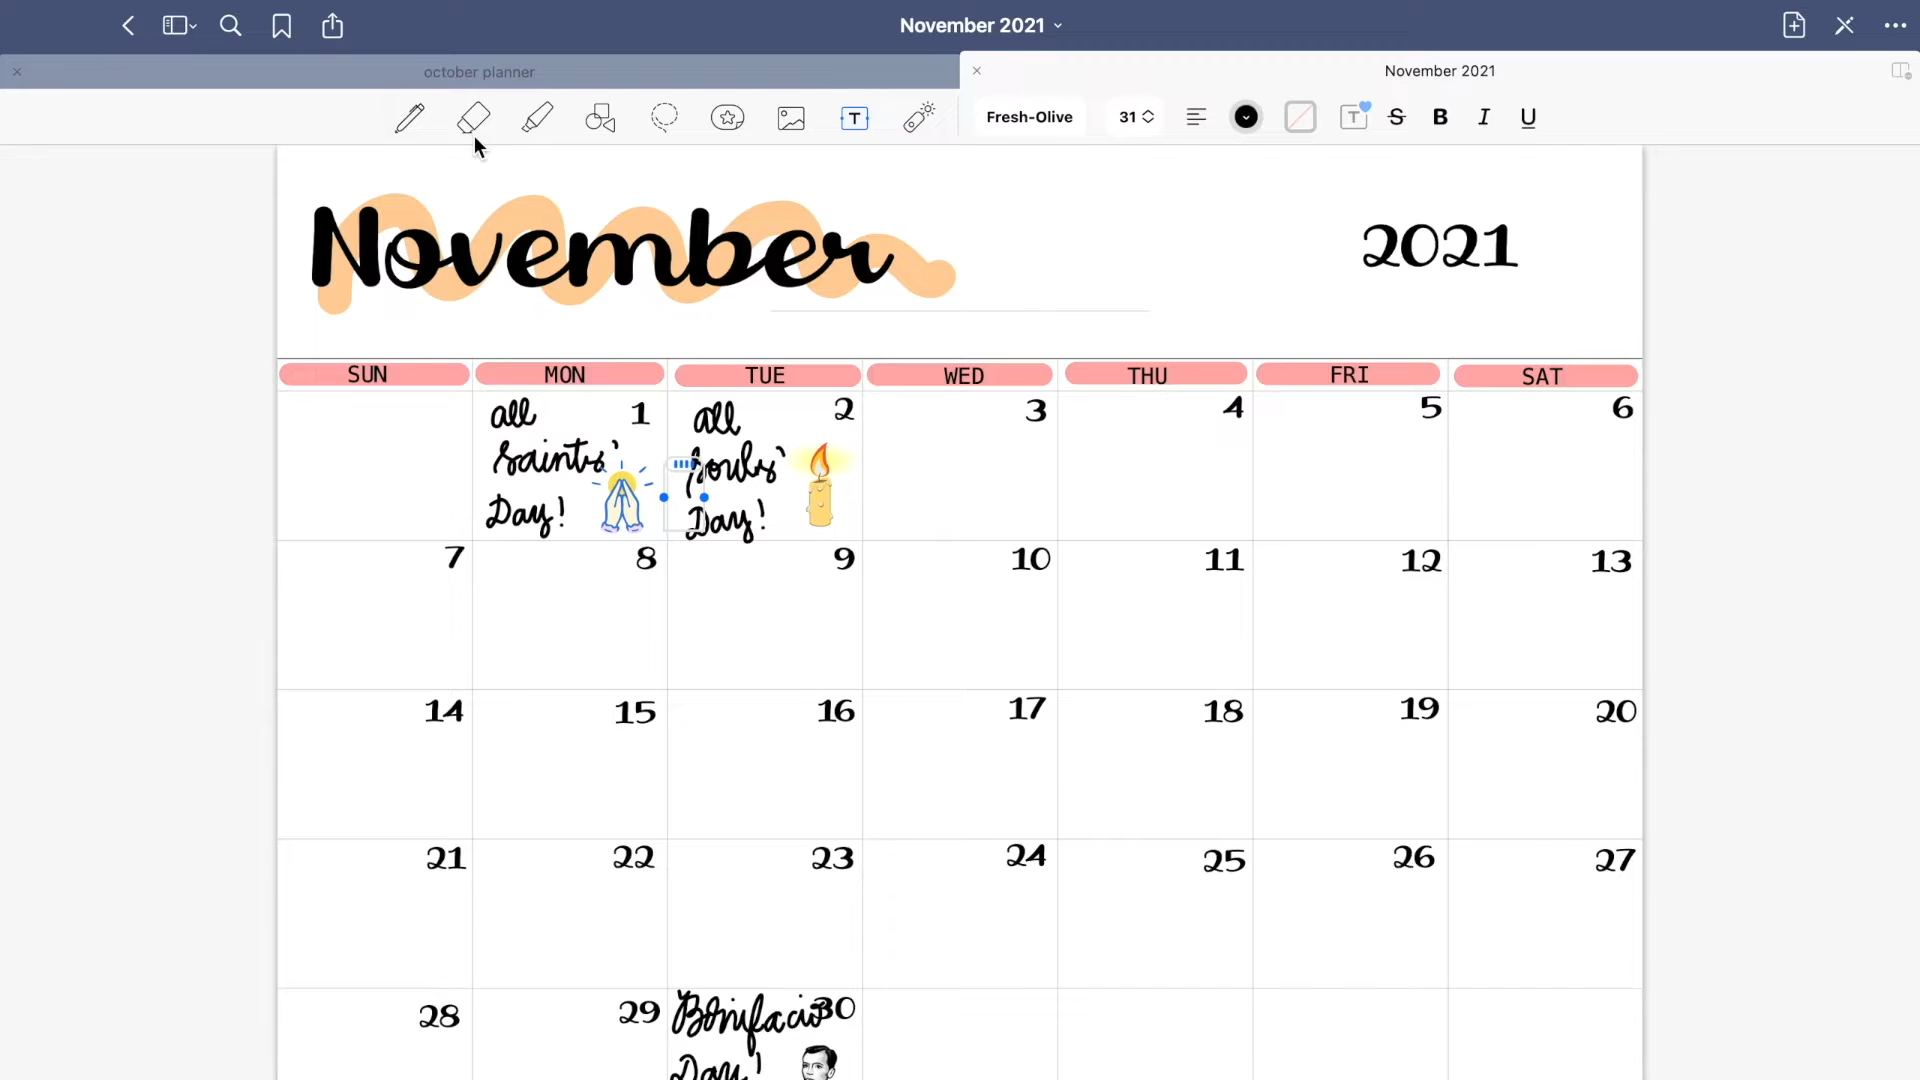 November 2021
october planner
November 2021
Fresh-Olive 31 T S B I U
November 2021
SUN MON TUE WED THU FRI SAT
all 1 all 2 3 4 5 6
Saints' Souls'
Day! Day!
7 8 9 10 11 12 13
14 15 16 17 18 19 20
21 22 23 24 25 26 27
28 29 Bonifacio 30
Day!